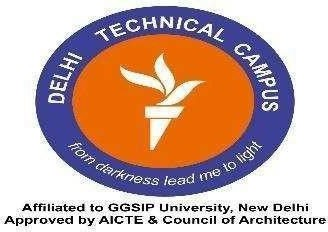 DELHI TECHNICAL CAMPUS
from darkness lead me to light
Affiliated to GGSIP University, New Delhi
Approved by AICTE & Council of Architecture